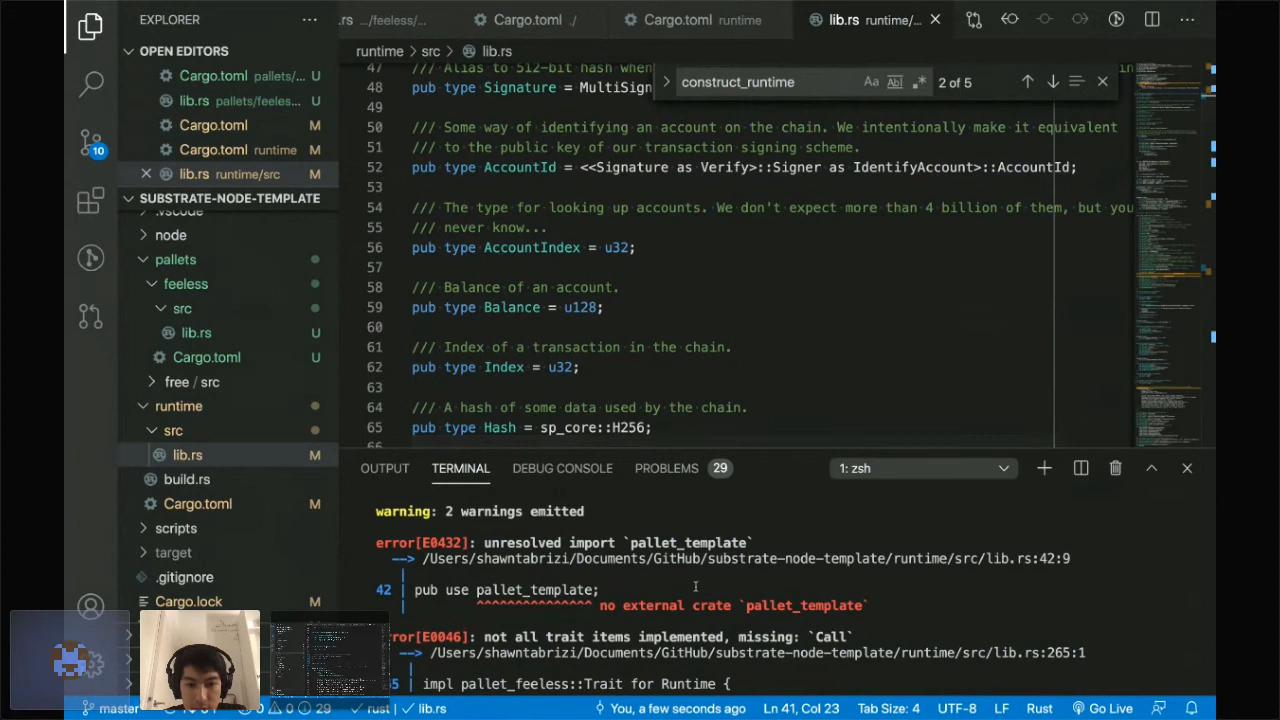 EXPLORER
OPEN EDITORS
Cargo.toml pallets/... U
lib.rs pallets/feeles... U
Cargo.toml M
Cargo.toml runtime M
lib.rs runtime/src M
SUBSTRATE-NODE-TEMPLATE
.vscode
node
pallets
feeless
src
lib.rs U
Cargo.toml U
free / src
runtime
src
lib.rs M
build.rs
Cargo.toml M
scripts
target
.gitignore
Cargo.lock M
10
.rs .../feeless/...
Cargo.toml ./
Cargo.toml runtime
lib.rs runtime/...
runtime > src > lib.rs
construct_runtime Aa Ab 2 of 5
47 /// Alias to 512-bit hash when
48 pub type Signature = MultiSign
49
50 /// Some way of identifying an account on the chain. We intentionally make it equivalent
51 /// to the public key of our transaction signing scheme.
52 pub type AccountId = <<Signature as Verify>::Signer as IdentifyAccount>::AccountId;
53
54 /// The type for looking up accounts. We don't expect more than 4 billion of them, but you
55 /// never know...
56 pub type AccountIndex = u32;
57
58 /// Balance of an account.
59 pub type Balance = u128;
60
61 /// Index of a transaction in the chain.
62 pub type Index = u32;
63
64 /// A hash of some data used by the chain.
65 pub type Hash = sp_core::H256;
66
OUTPUT TERMINAL DEBUG CONSOLE PROBLEMS 29 1: zsh
warning: 2 warnings emitted
error[E0432]: unresolved import `pallet_template`
--> /Users/shawntabrizi/Documents/GitHub/substrate-node-template/runtime/src/lib.rs:42:9
|
42 | pub use pallet_template;
| ^^^^^^^^^^^^^^^ no external crate `pallet_template`
rror[E0046]: not all trait items implemented, missing: `Call`
--> /Users/shawntabrizi/Documents/GitHub/substrate-node-template/runtime/src/lib.rs:265:1
|
5 | impl pallet_feeless::Trait for Runtime {
master 0 0 29 rust lib.rs You, a few seconds ago Ln 41, Col 23 Tab Size: 4 UTF-8 LF Rust Go Live